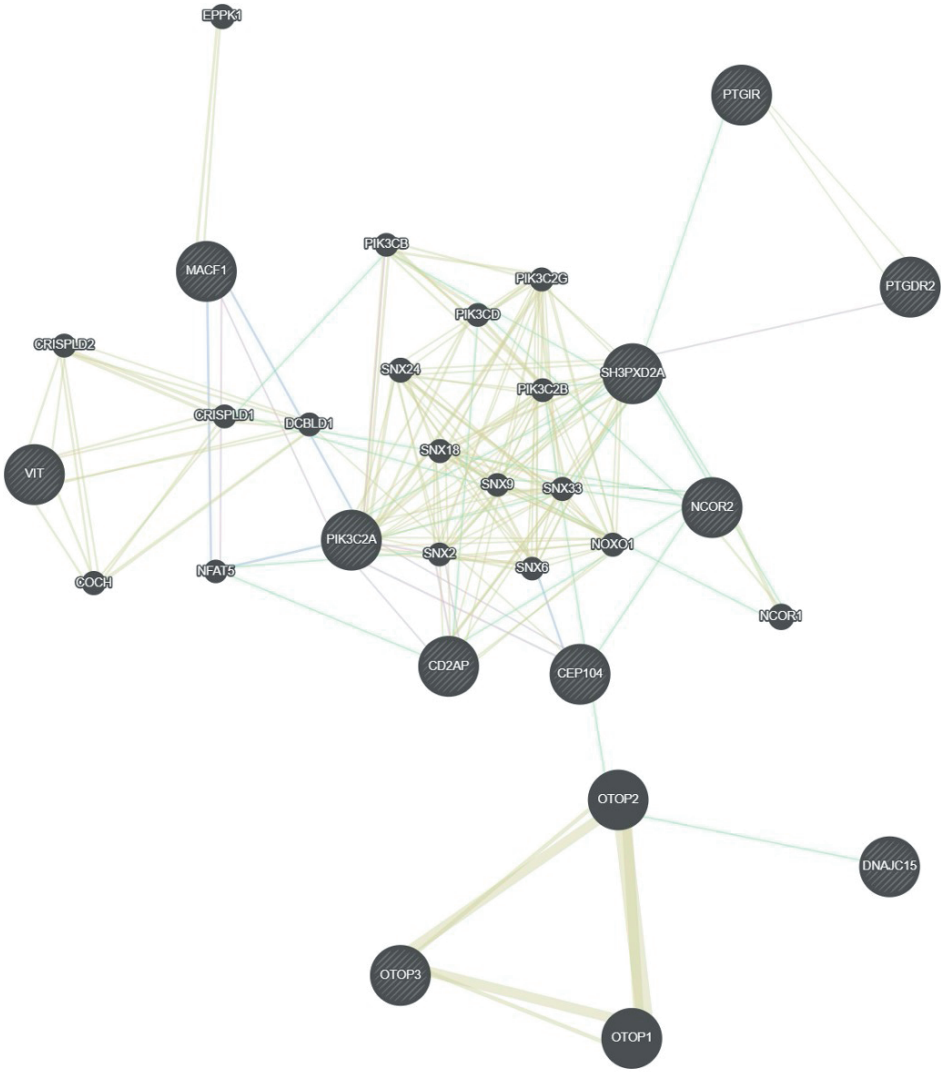 EPPK1
PTGIR
PIK3CB
MACF1
PIK3C2G
PTGDR2
PIK3CD
CRISPLD2
SNX24
SH3PXD2A
PIK3C2B
CRISPLD1
DCBLD1
SNX18
VIT
SNX9
SNX33
NCOR2
PIK3C2A
NOXO1
SNX2
SNX6
NFAT5
COCH
NCOR1
CD2AP
CEP104
OTOP2
DNAJC15
OTOP3
OTOP1